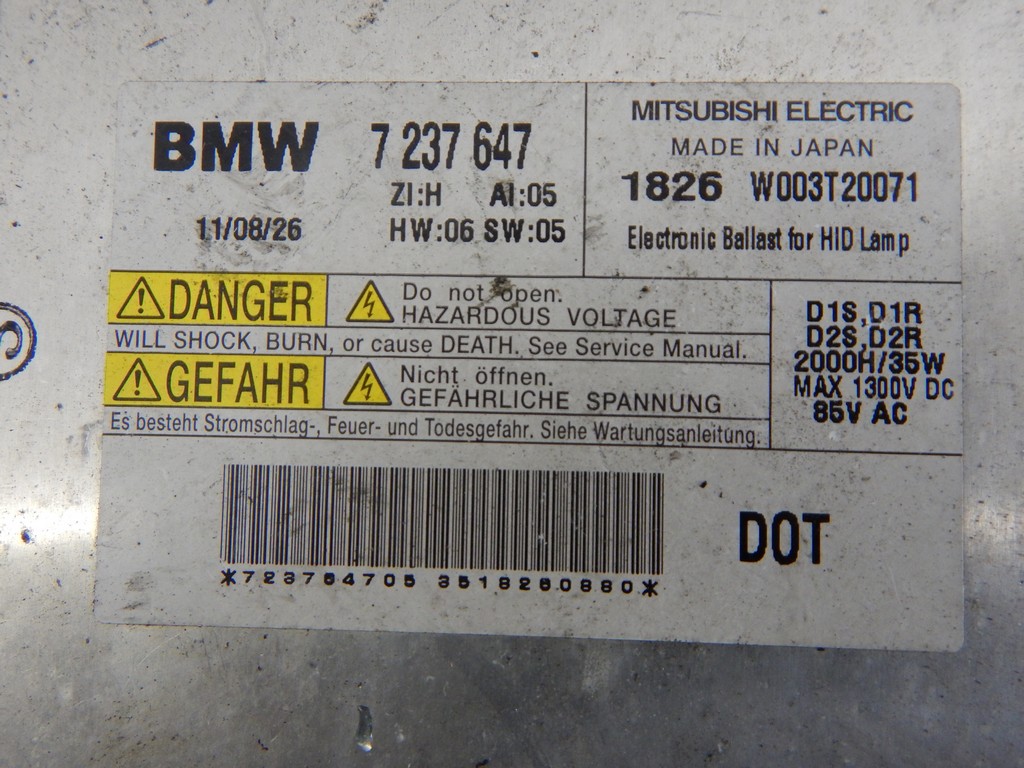 BMW 7 237 647
ZI:H AI:05
11/08/26 HW:06 SW:05
MITSUBISHI ELECTRIC
MADE IN JAPAN
1826 W003T20071
Electronic Ballast for HID Lamp
DANGER Do not open.
HAZARDOUS VOLTAGE
WILL SHOCK, BURN, or cause DEATH. See Service Manual.
GEFAHR Nicht öffnen.
GEFÄHRLICHE SPANNUNG
Es besteht Stromschlag-, Feuer- und Todesgefahr. Siehe Wartungsanleitung.
D1S,D1R
D2S,D2R
2000H/35W
MAX 1300V DC
85V AC
DOT
*723764705 3518260880*